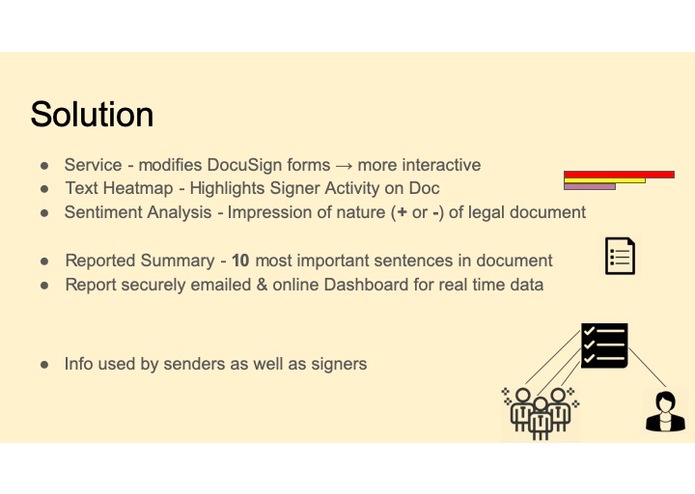 Solution
● Service - modifies DocuSign forms → more interactive
● Text Heatmap - Highlights Signer Activity on Doc
● Sentiment Analysis - Impression of nature (+ or -) of legal document
● Reported Summary - 10 most important sentences in document
● Report securely emailed & online Dashboard for real time data
● Info used by senders as well as signers